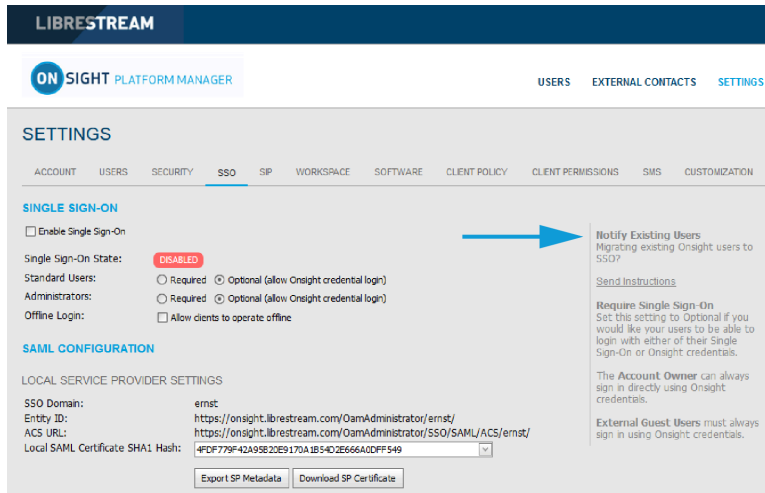 LIBRESTREAM
ON SIGHT PLATFORM MANAGER
USERS EXTERNAL CONTACTS SETTINGS
SETTINGS
ACCOUNT USERS SECURITY SSO SIP WORKSPACE SOFTWARE CLIENT POLICY CLIENT PERMISSIONS SMS CUSTOMIZATION
SINGLE SIGN-ON
Enable Single Sign-On
Single Sign-On State: DISABLED
Standard Users: Required Optional (allow Onsight credential login)
Administrators: Required Optional (allow Onsight credential login)
Offline Login: Allow clients to operate offline
SAML CONFIGURATION
LOCAL SERVICE PROVIDER SETTINGS
SSO Domain: ernst
Entity ID: https://onsight.librestream.com/OamAdministrator/ernst/
ACS URL: https://onsight.librestream.com/OamAdministrator/SSO/SAML/ACS/ernst/
Local SAML Certificate SHA1 Hash: 4FDF779F42A95B20E9170A1B54D2E666A0DFF549
Export SP Metadata Download SP Certificate
Notify Existing Users
Migrating existing Onsight users to
SSO?
Send Instructions
Require Single Sign-On
Set this setting to Optional if you
would like your users to be able to
login with either of their Single
Sign-On or Onsight credentials.
The Account Owner can always
sign in directly using Onsight
credentials.
External Guest Users must always
sign in using Onsight credentials.